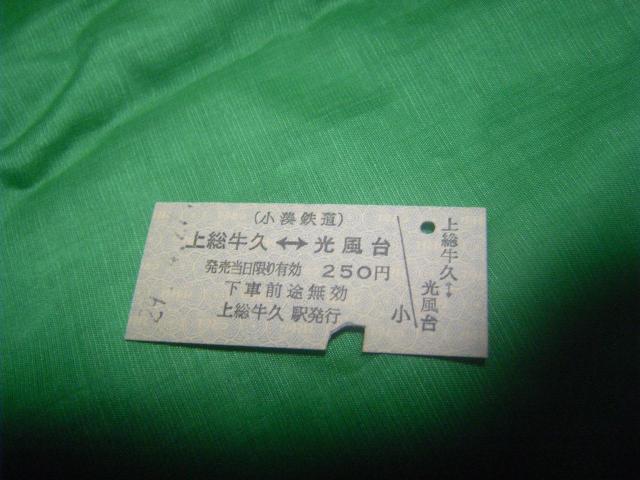 (小湊鉄道)
上総牛久↔光風台
発売当日限り有効 250円
下車前途無効
上総牛久駅発行
小
上総牛久↔光風台